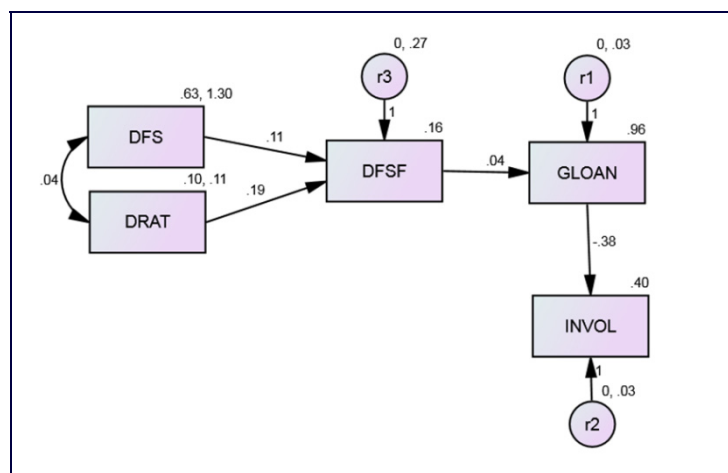 0, .27
0, .03
r3
r1
.63, 1.30
1
1
DFS
.11
.16
.96
DFSF
.04
GLOAN
.04
.10, .11
.19
DRAT
-.38
.40
INVOL
1
0, .03
r2